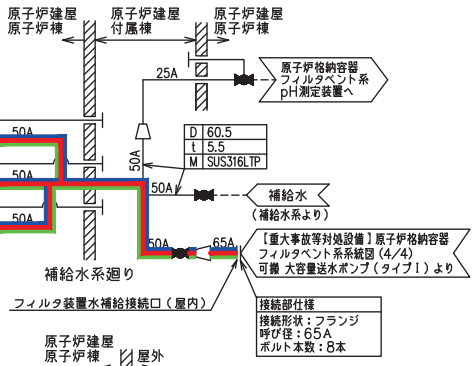 原子炉建屋
原子炉棟
原子炉建屋
付属棟
原子炉建屋
原子炉棟
25A
原子炉格納容器
フィルタベント系
pH測定装置へ
50A
50A
D 60.5
t 5.5
M SUS316LTP
50A
50A
補給水
(補給水系より)
50A
50A
65A
【重大事故等対処設備】原子炉格納容器
フィルタベント系系統図(4/4)
可搬 大容量送水ポンプ(タイプⅠ)より
補給水系廻り
フィルタ装置水補給接続口(屋内)
接続部仕様
接続形状:フランジ
呼び径:65A
ボルト本数:8本
原子炉建屋
原子炉棟
屋外